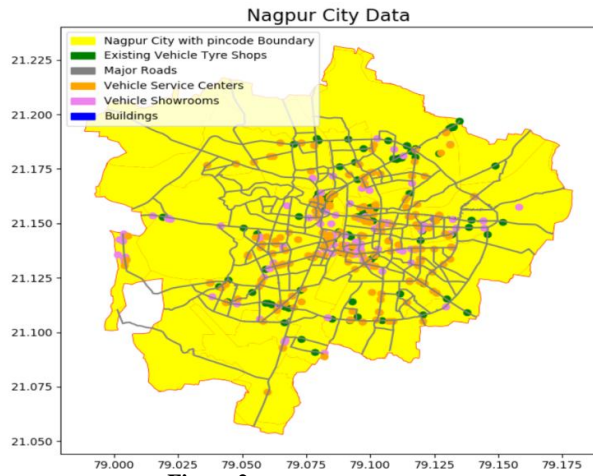 Nagpur City Data
Nagpur City with pincode Boundary
Existing Vehicle Tyre Shops
Major Roads
Vehicle Service Centers
Vehicle Showrooms
Buildings
21.225
21.200
21.175
21.150
21.125
21.100
21.075
21.050
79.000 79.025 79.050 79.075 79.100 79.125 79.150 79.175